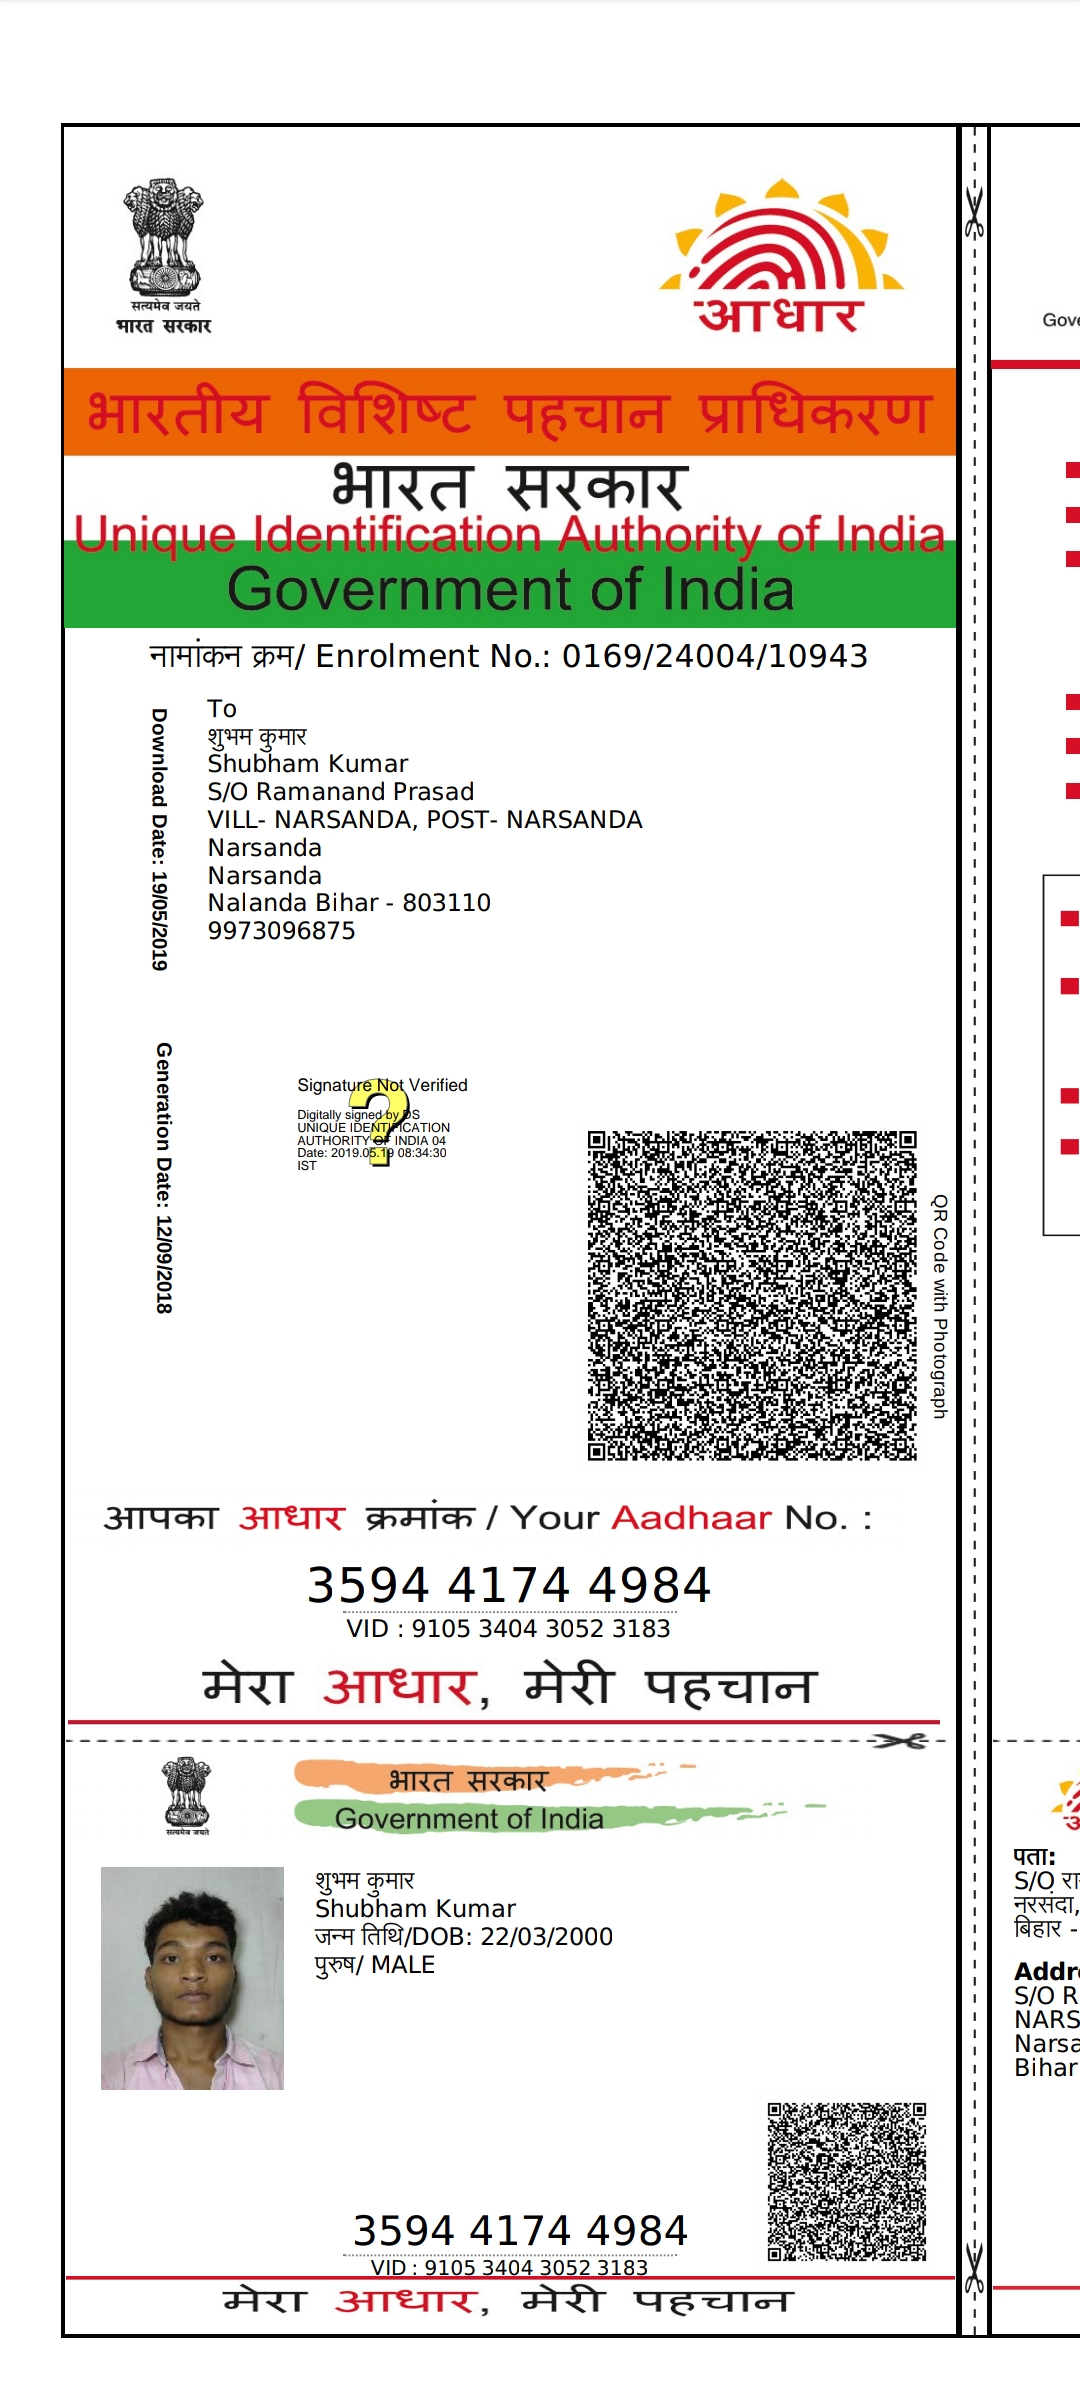 सत्यमेव जयते
भारत सरकार
आधार
भारतीय विशिष्ट पहचान प्राधिकरण
भारत सरकार
Unique Identification Authority of India
Government of India
नामांकन क्रम/ Enrolment No.: 0169/24004/10943
Download Date: 19/05/2019
To
शुभम कुमार
Shubham Kumar
S/O Ramanand Prasad
VILL- NARSANDA, POST- NARSANDA
Narsanda
Narsanda
Nalanda Bihar - 803110
9973096875
Generation Date: 12/09/2018
Signature Not Verified
Digitally signed by DS
UNIQUE IDENTIFICATION
AUTHORITY OF INDIA 04
Date: 2019.05.19 08:34:30
IST
QR Code with Photograph
आपका आधार क्रमांक / Your Aadhaar No. :
3594 4174 4984
VID : 9105 3404 3052 3183
मेरा आधार, मेरी पहचान
सत्यमेव जयते
भारत सरकार
Government of India
शुभम कुमार
Shubham Kumar
जन्म तिथि/DOB: 22/03/2000
पुरुष/ MALE
3594 4174 4984
VID : 9105 3404 3052 3183
मेरा आधार, मेरी पहचान
पता:
S/O
नरसंदा,
बिहार -
S/O
Bihar